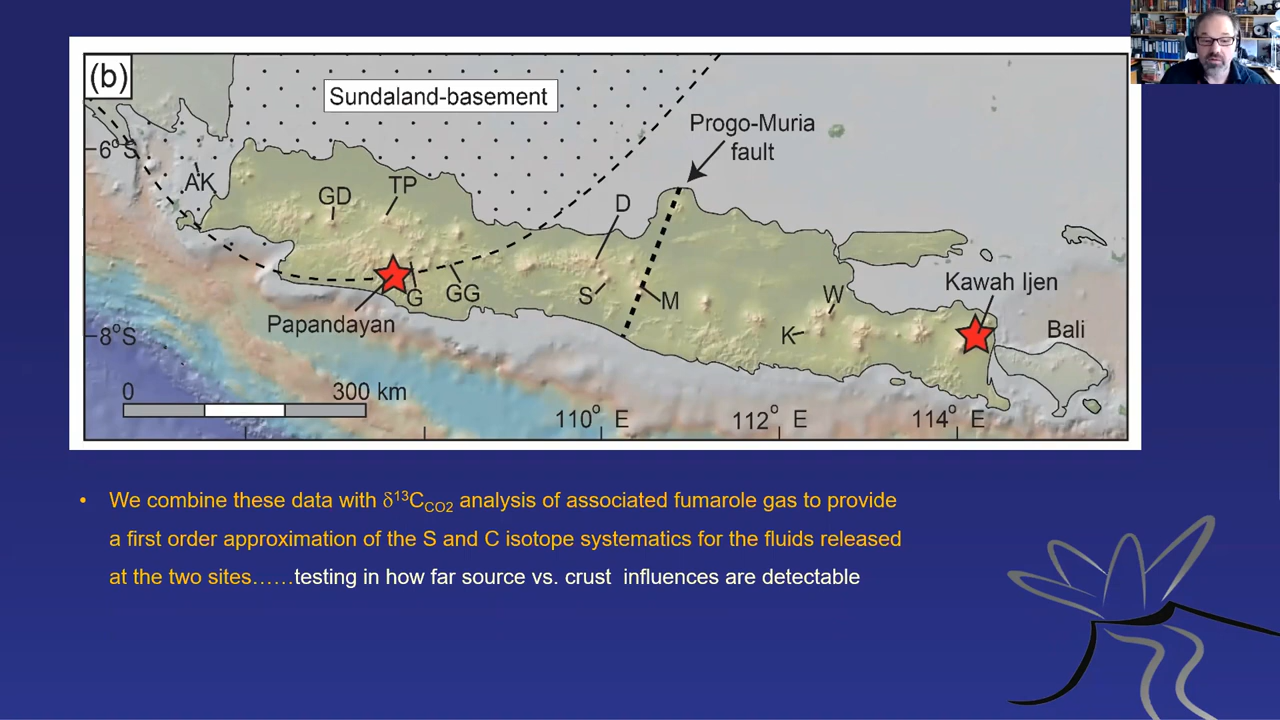 (b)
Sundaland-basement
Progo-Muria
fault
6°S
AK
GD
TP
D
G
GG
S
M
W
K
Kawah Ijen
Papandayan
Bali
8°S
0
300 km
110° E
112° E
114° E
• We combine these data with δ¹³C_CO2 analysis of associated fumarole gas to provide
a first order approximation of the S and C isotope systematics for the fluids released
at the two sites……testing in how far source vs. crust influences are detectable